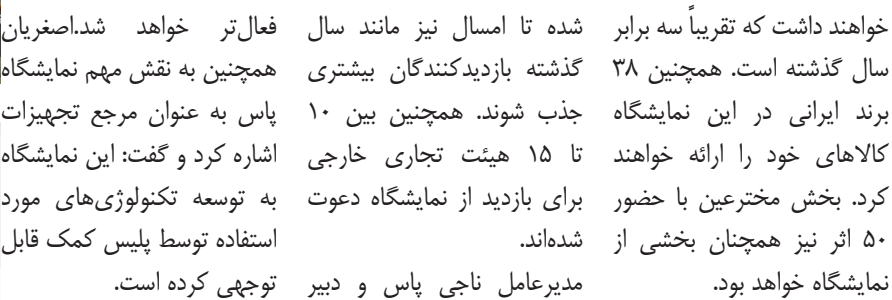 خواهند داشت که تقریباً سه برابر
سال گذشته است. همچنین ۳۸
برند ایرانی در این نمایشگاه
کالاهای خود را ارائه خواهند
کرد. بخش مخترعین با حضور
۵۰ اثر نیز همچنان بخشی از
نمایشگاه خواهد بود.
شده تا امسال نیز مانند سال
گذشته بازدیدکنندگان بیشتری
جذب شوند. همچنین بین ۱۰
تا ۱۵ هیئت تجاری خارجی
برای بازدید از نمایشگاه دعوت
شده‌اند.
مدیرعامل ناجی پاس و دبیر
فعال‌تر خواهد شد.اصغریان
همچنین به نقش مهم نمایشگاه
پاس به عنوان مرجع تجهیزات
اشاره کرد و گفت: این نمایشگاه
به توسعه تکنولوژی‌های مورد
استفاده توسط پلیس کمک قابل
توجهی کرده است.